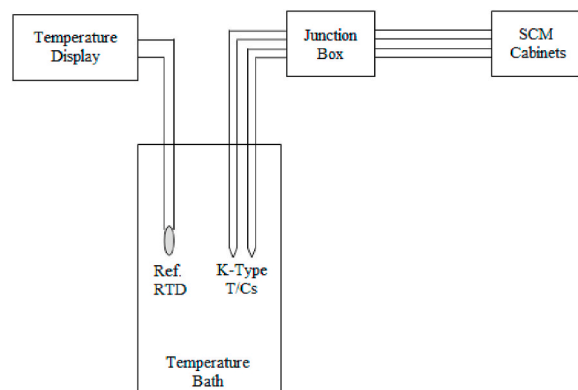 Temperature
Display
Junction
Box
SCM
Cabinets
Ref.
RTD
K-Type
T/Cs
Temperature
Bath